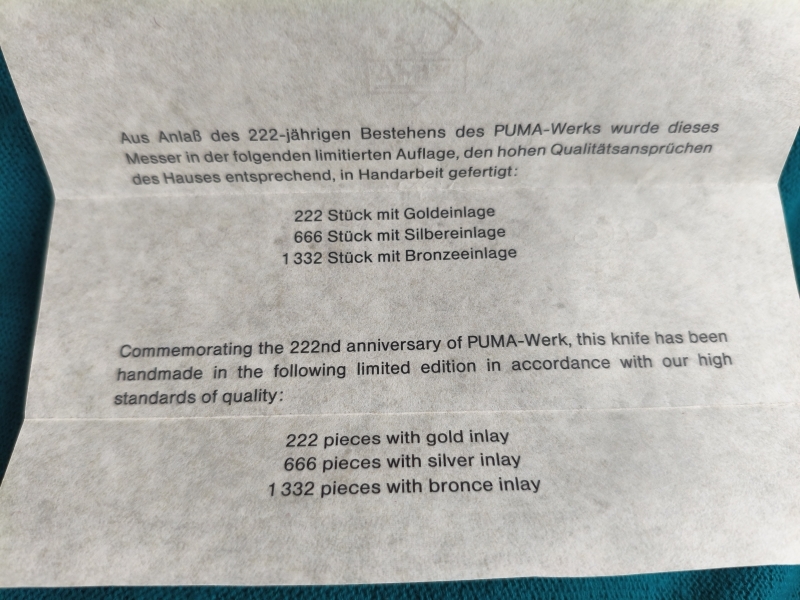 Aus Anlaß des 222-jährigen Bestehens des PUMA-Werks wurde dieses
Messer in der folgenden limitierten Auflage, den hohen Qualitätsansprüchen
des Hauses entsprechend, in Handarbeit gefertigt:
222 Stück mit Goldeinlage
666 Stück mit Silbereinlage
1 332 Stück mit Bronzeeinlage
Commemorating the 222nd anniversary of PUMA-Werk, this knife has been
handmade in the following limited edition in accordance with our high
standards of quality:
222 pieces with gold inlay
666 pieces with silver inlay
1 332 pieces with bronce inlay